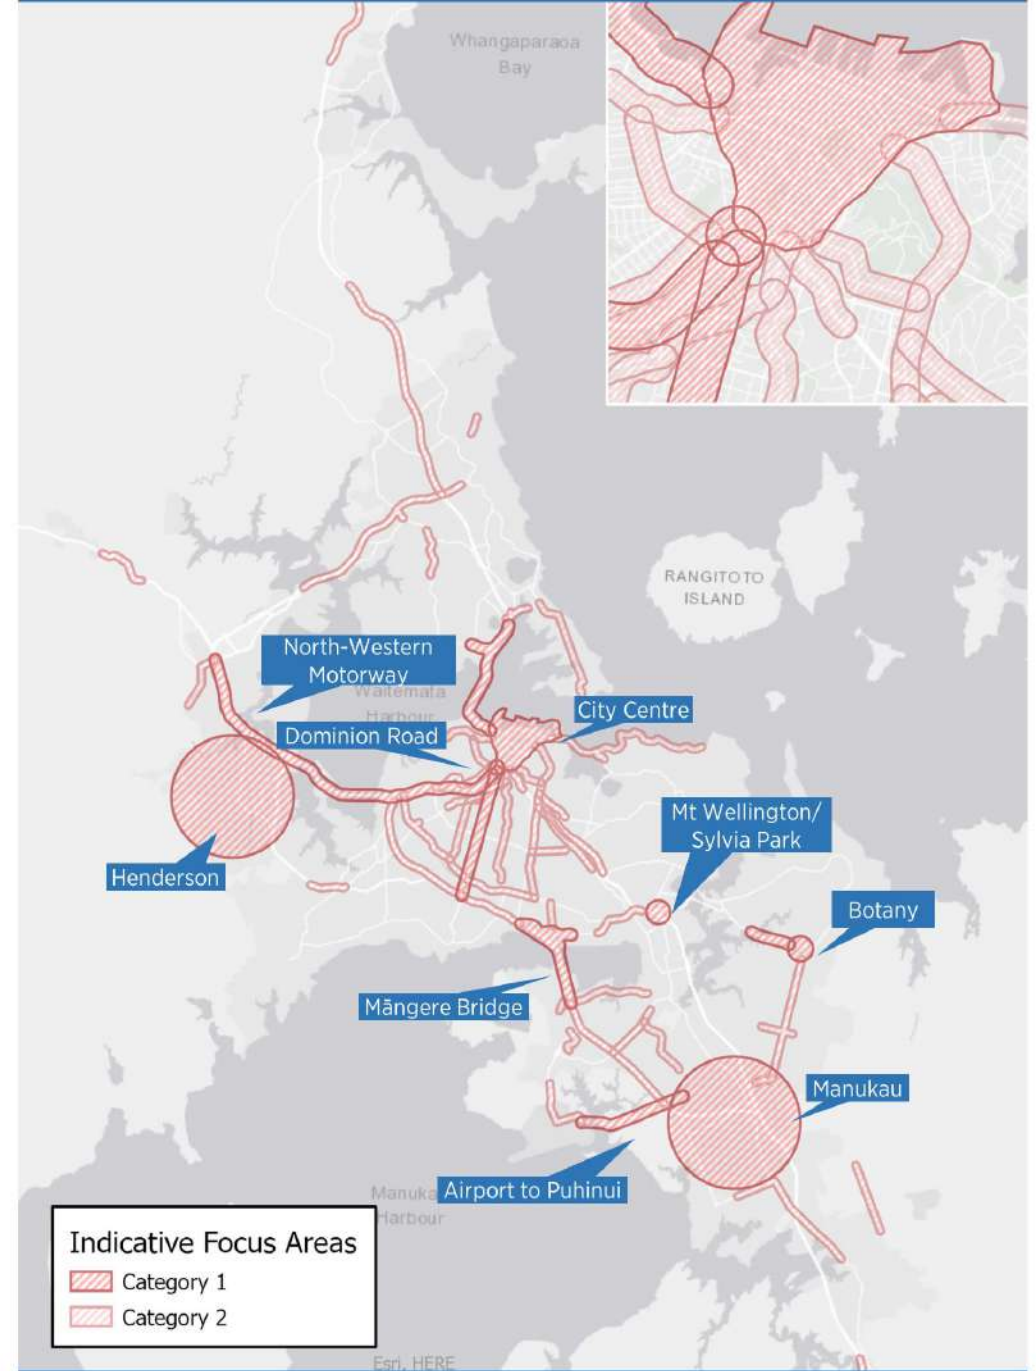 Whangaparaoa
Bay
RANGITOTO
ISLAND
North-Western
Motorway
Waitemata
Harbour
City Centre
Dominion Road
Mt Wellington/
Sylvia Park
Henderson
Botany
Māngere Bridge
Manukau
Airport to Puhinui
Manuka
Harbour
Indicative Focus Areas
Category 1
Category 2
Esri, HERE